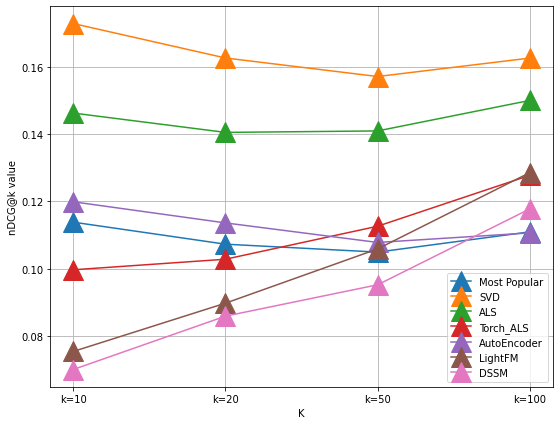 0.16
0.14
0.12
0.10
0.08
nDCG@k value
k=10
k=20
k=50
k=100
K
Most Popular
SVD
ALS
Torch_ALS
AutoEncoder
LightFM
DSSM